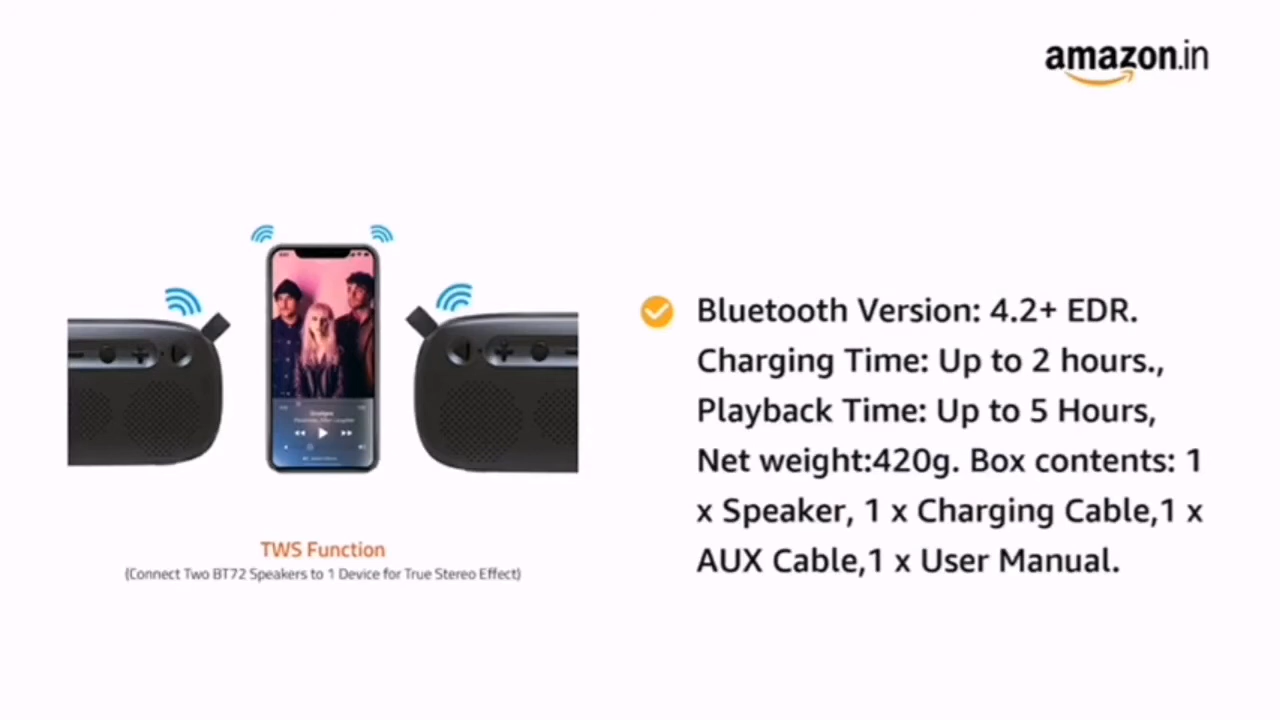 amazon.in
Bluetooth Version: 4.2+ EDR.
Charging Time: Up to 2 hours.,
Playback Time: Up to 5 Hours,
Net weight:420g. Box contents: 1
x Speaker, 1 x Charging Cable,1 x
AUX Cable,1 x User Manual.
TWS Function
(Connect Two BT72 Speakers to 1 Device for True Stereo Effect)